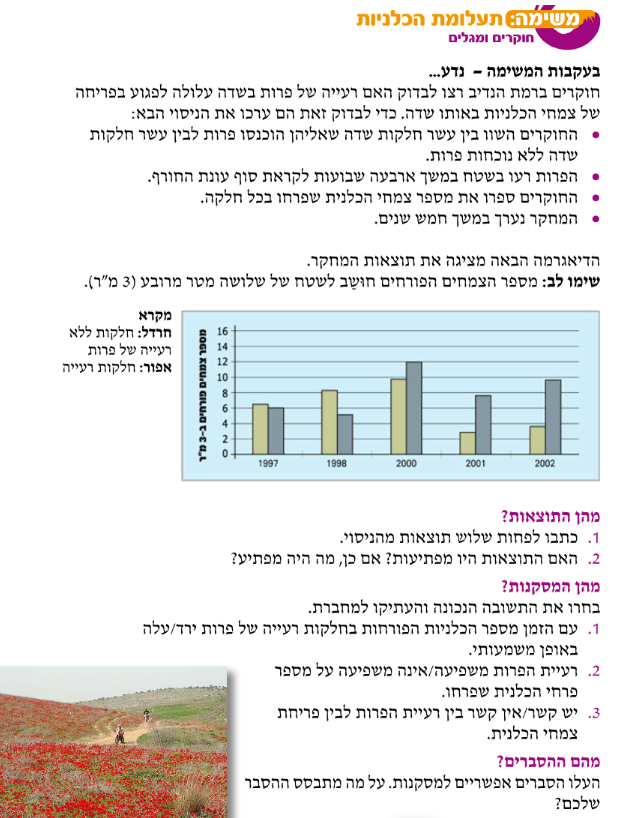 משימה: תעלומת הכלניות
חוקרים ומגלים
בעקבות המשימה – נדע...
חוקרים ברמת הנדיב רצו לבדוק האם רעייה של פרות בשדה עלולה לפגוע בפריחה
של צמחי הכלניות באותו שדה. כדי לבדוק זאת הם ערכו את הניסוי הבא:
• החוקרים השוו בין עשר חלקות שדה שאליהן הוכנסו פרות לבין עשר חלקות
שדה ללא נוכחות פרות.
• הפרות רעו בשטח במשך ארבעה שבועות לקראת סוף עונת החורף.
• החוקרים ספרו את מספר צמחי הכלנית שפרחו בכל חלקה.
• המחקר נערך במשך חמש שנים.
הדיאגרמה הבאה מציגה את תוצאות המחקר.
שימו לב: מספר הצמחים הפורחים חוּשַב לשטח של שלושה מטר מרובע (3 מ"ר).
מקרא
חרדל: חלקות ללא
רעייה של פרות
אפור: חלקות רעייה
מספר צמחים פורחים ב-3 מ"ר
16
14
12
10
8
6
4
2
0
1997 1998 2000 2001 2002
מהן התוצאות?
1. כתבו לפחות שלוש תוצאות מהניסוי.
2. האם התוצאות היו מפתיעות? אם כן, מה היה מפתיע?
מהן המסקנות?
בחרו את התשובה הנכונה והעתיקו למחברת.
1. עם הזמן מספר הכלניות הפורחות בחלקות רעייה של פרות ירד/עלה
באופן משמעותי.
2. רעיית הפרות משפיעה/אינה משפיעה על מספר
פרחי הכלנית שפרחו.
3. יש קשר/אין קשר בין רעיית הפרות לבין פריחת
צמחי הכלנית.
מהם ההסברים?
העלו הסברים אפשריים למסקנות. על מה מתבסס ההסבר
שלכם?